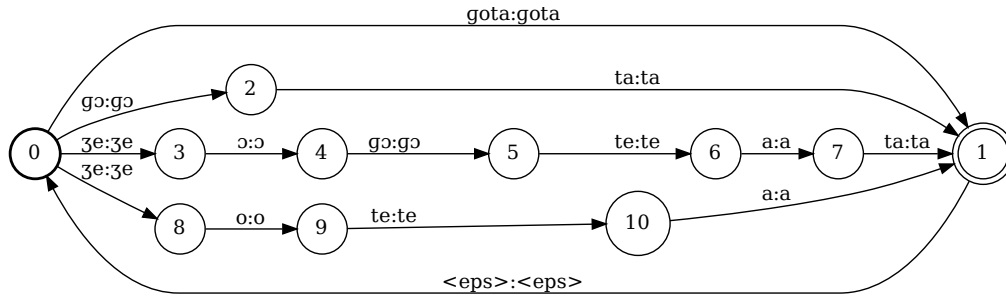 gota:gota
2
ta:ta
gɔ:gɔ
0
ʒe:ʒe
3
ɔ:ɔ
4
gɔ:gɔ
5
te:te
6
a:a
7
ta:ta
1
ʒe:ʒe
8
o:o
9
te:te
10
a:a
<eps>:<eps>